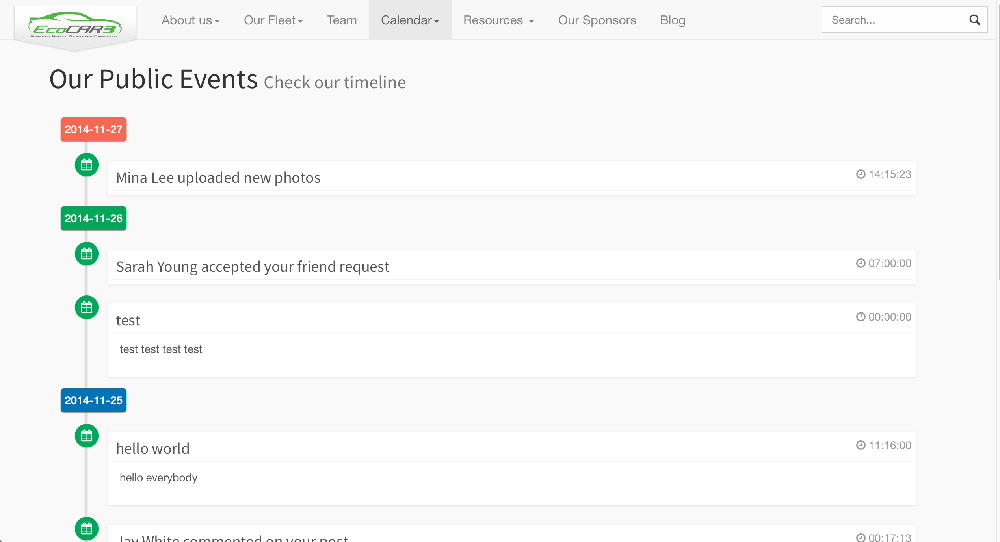 EcoCAR3
Advanced Vehicle Technology Competition
About us
Our Fleet
Team
Calendar
Resources
Our Sponsors
Blog
Search...
Our Public Events Check our timeline
2014-11-27
Mina Lee uploaded new photos
14:15:23
2014-11-26
Sarah Young accepted your friend request
07:00:00
test
00:00:00
test test test test
2014-11-25
hello world
11:16:00
hello everybody
Jay White commented on your post
00:17:13